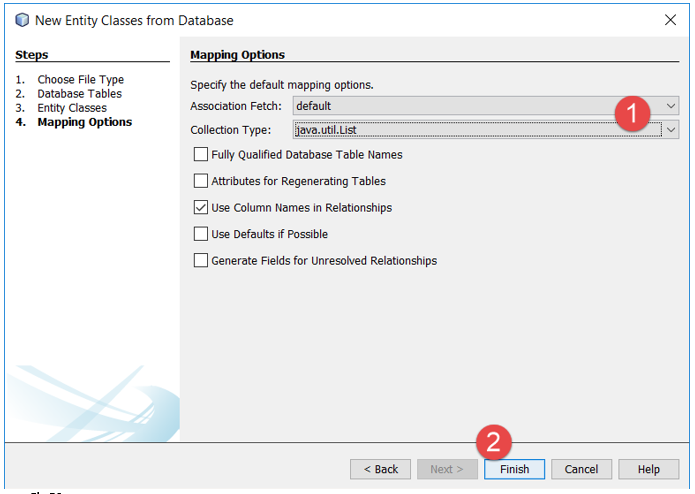 New Entity Classes from Database
Steps
1. Choose File Type
2. Database Tables
3. Entity Classes
4. Mapping Options
Mapping Options
Specify the default mapping options.
Association Fetch: default
1
Collection Type: java.util.List
Fully Qualified Database Table Names
Attributes for Regenerating Tables
Use Column Names in Relationships
Use Defaults if Possible
Generate Fields for Unresolved Relationships
2
< Back Next > Finish Cancel Help